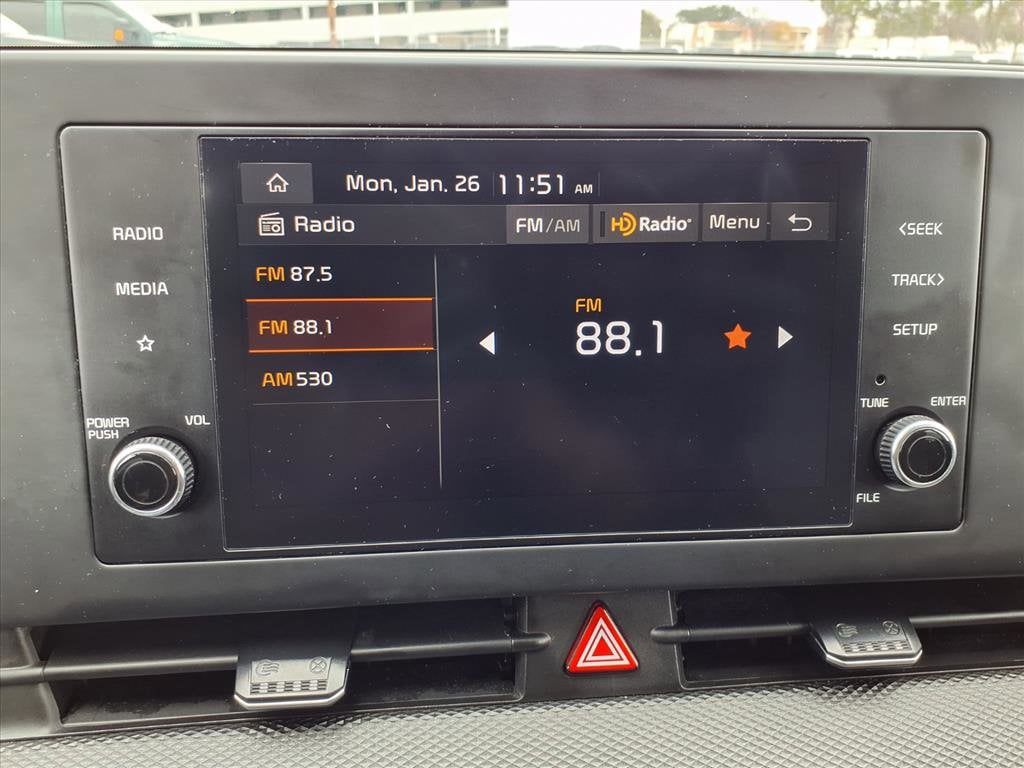 Mon, Jan. 26 11:51 AM
Radio FM/AM HD Radio® Menu
FM 87.5
FM 88.1
AM 530
FM
88.1
RADIO
MEDIA
POWER
PUSH
VOL
<SEEK
TRACK>
SETUP
TUNE
ENTER
FILE